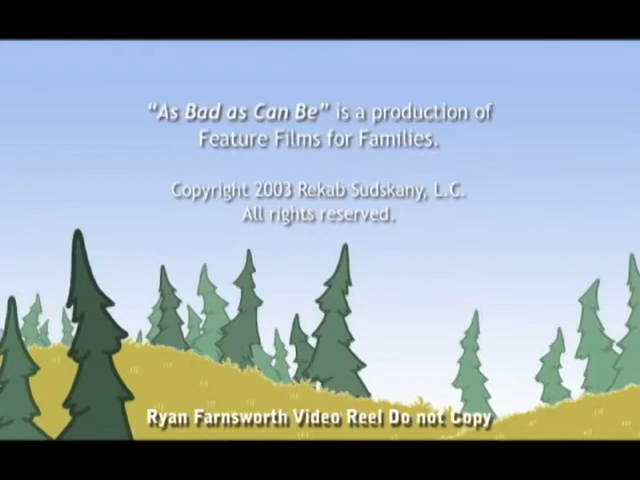 “As Bad as Can Be” is a production of
Feature Films for Families.
Copyright 2003 Rekab Sudskany, L.C.
All rights reserved.
Ryan Farnsworth Video Reel Do not Copy